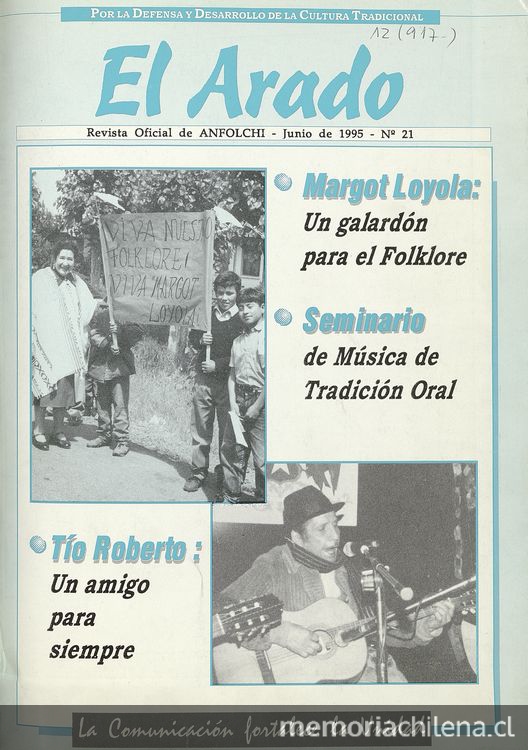 POR LA DEFENSA Y DESARROLLO DE LA CULTURA TRADICIONAL
12 (917-)
El Arado
Revista Oficial de ANFOLCHI - Junio de 1995 - Nº 21
VIVA NUESTRO
FOLKLORE!
VIVA MARGOT
LOYOLA
Margot Loyola:
Un galardón
para el Folklore
Seminario
de Música de
Tradición Oral
Tío Roberto :
Un amigo
para
siempre
La Comunicación
memoriachilena.cl